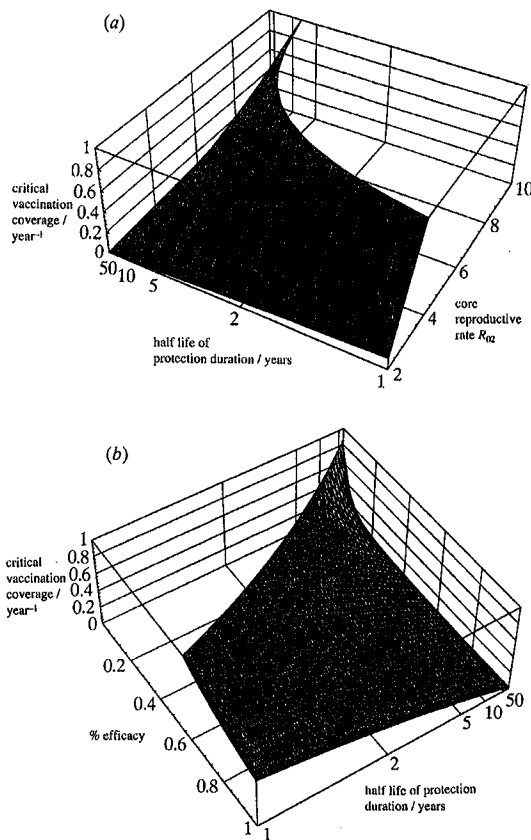 (a)
1
0.8
0.6
0.4
0.2
0
critical
vaccination
coverage /
year⁻¹
50 10 5
2
1
half life of
protection duration / years
2
4
6
8
10
core
reproductive
rate R₀₂
(b)
1
0.8
0.6
0.4
0.2
0
critical
vaccination
coverage /
year⁻¹
0.2
0.4
0.6
0.8
1
% efficacy
1
2
5
10
50
half life of protection
duration / years